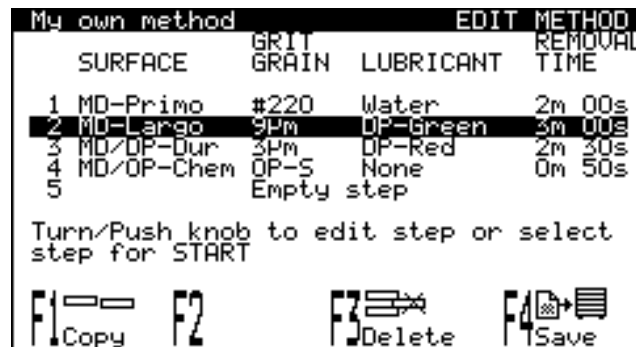 My own method EDIT METHOD
GRIT REMOVAL
SURFACE GRAIN LUBRICANT TIME
1 MD-Primo #220 Water 2m 00s
2 MD-Largo 9µm DP-Green 3m 00s
3 MD/DP-Dur 3µm DP-Red 2m 30s
4 MD/OP-Chem OP-S None 0m 50s
5 Empty step
Turn/Push knob to edit step or select
step for START
F1 Copy F2 F3 Delete F4 Save